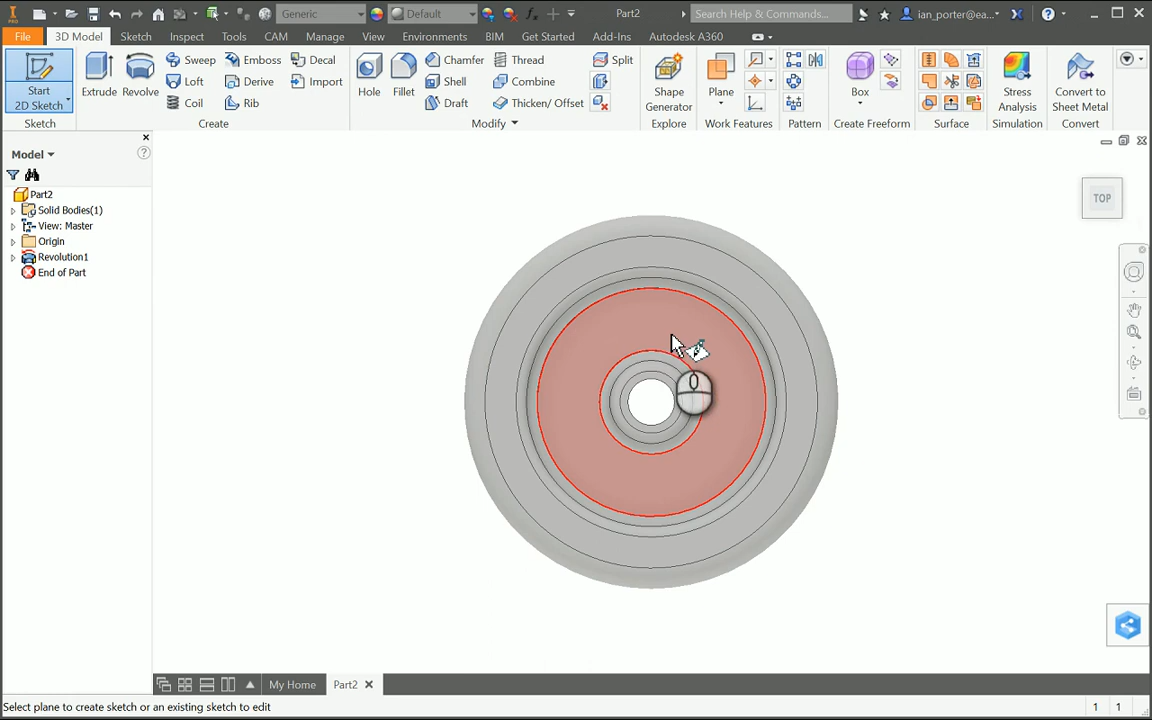 I PRO Generic Default fx Part2 Search Help & Commands... ian_porter@ea... ?
File 3D Model Sketch Inspect Tools CAM Manage View Environments BIM Get Started Add-Ins Autodesk A360
Start 2D Sketch Extrude Revolve Sweep Loft Coil Emboss Derive Rib Decal Import Hole Fillet Chamfer Shell Draft Thread Combine Thicken/ Offset Split Shape Generator Plane Box Stress Analysis Convert to Sheet Metal
Sketch Create Modify Explore Work Features Pattern Create Freeform Surface Simulation Convert
Model ?
Part2
Solid Bodies(1)
View: Master
Origin
Revolution1
End of Part
TOP
My Home Part2
Select plane to create sketch or an existing sketch to edit 1 1